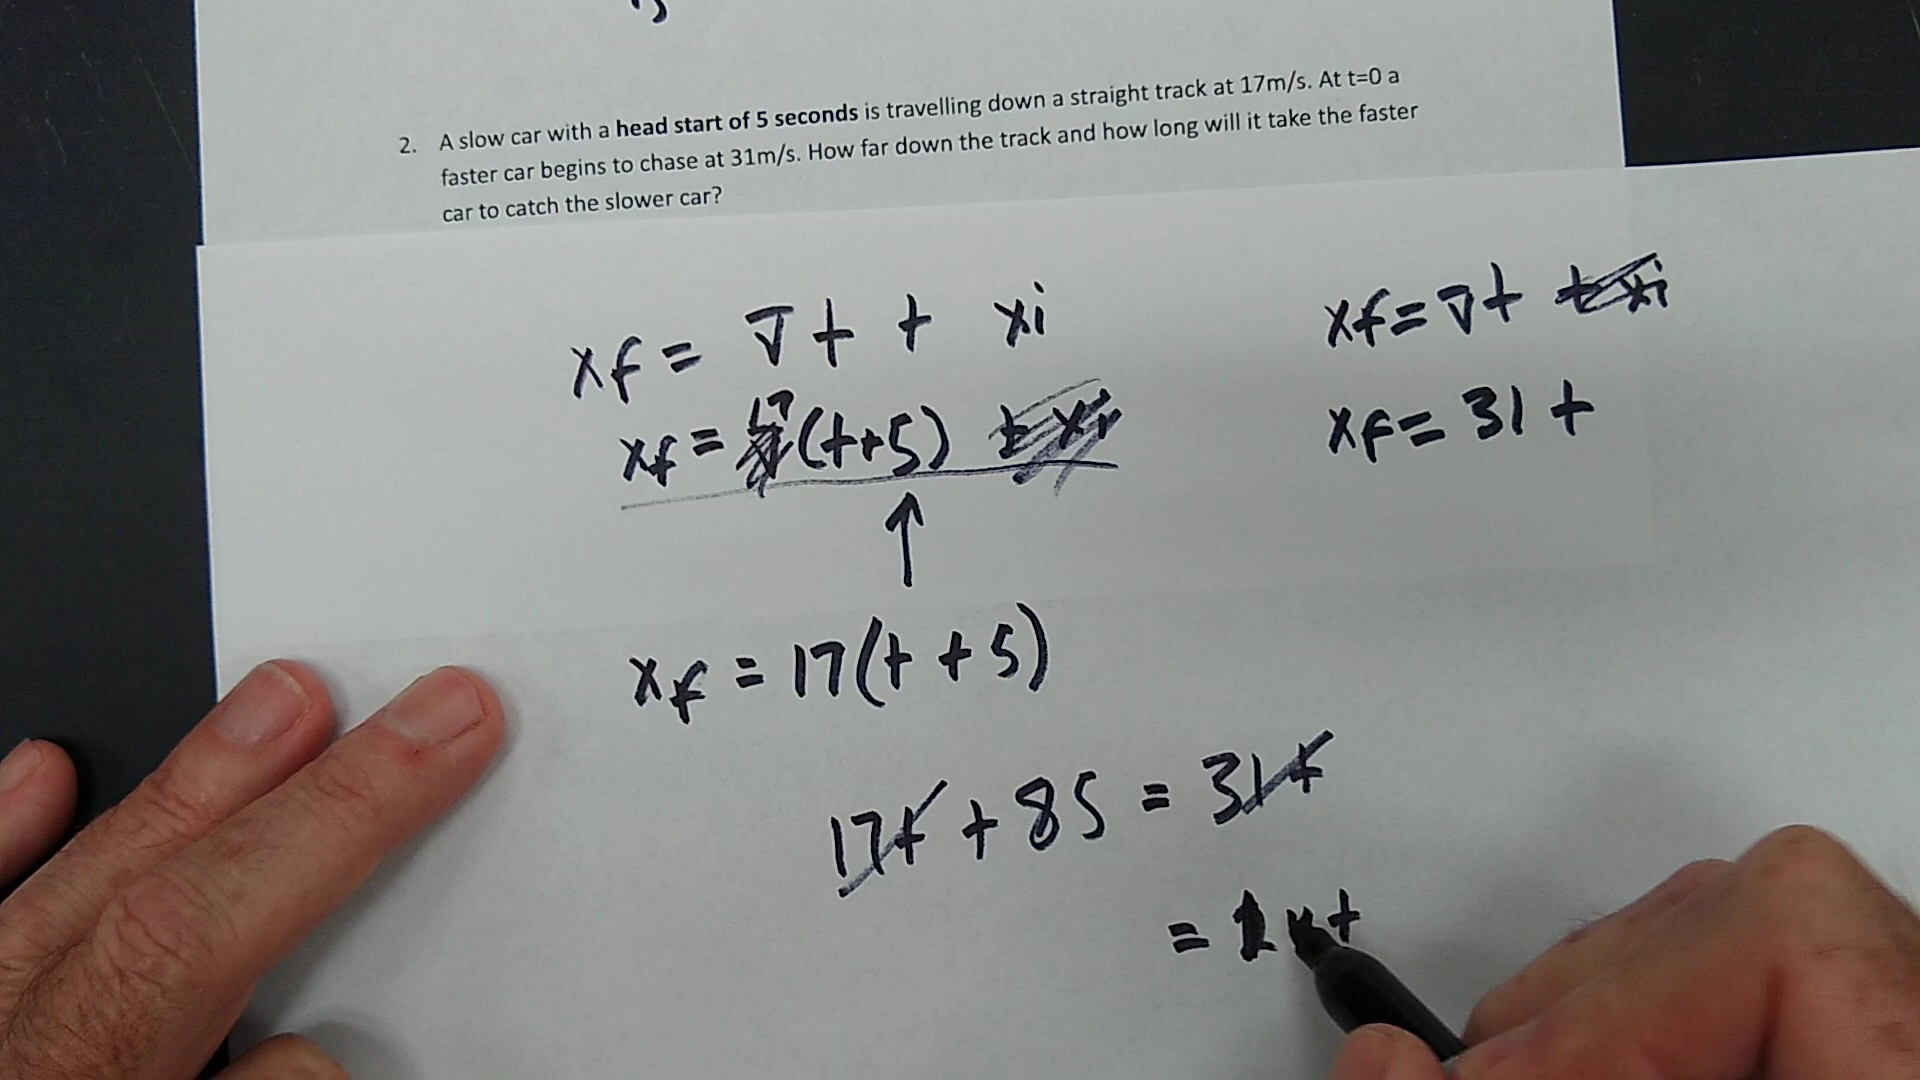 2. A slow car with a head start of 5 seconds is travelling down a straight track at 17m/s. At t=0 a
faster car begins to chase at 31m/s. How far down the track and how long will it take the faster
car to catch the slower car?
xf = v̅t + xi
xf = 17(t+5)
xf = 17(t + 5)
17t + 85 = 31t
xf = v̅t + xi
xf = 31t